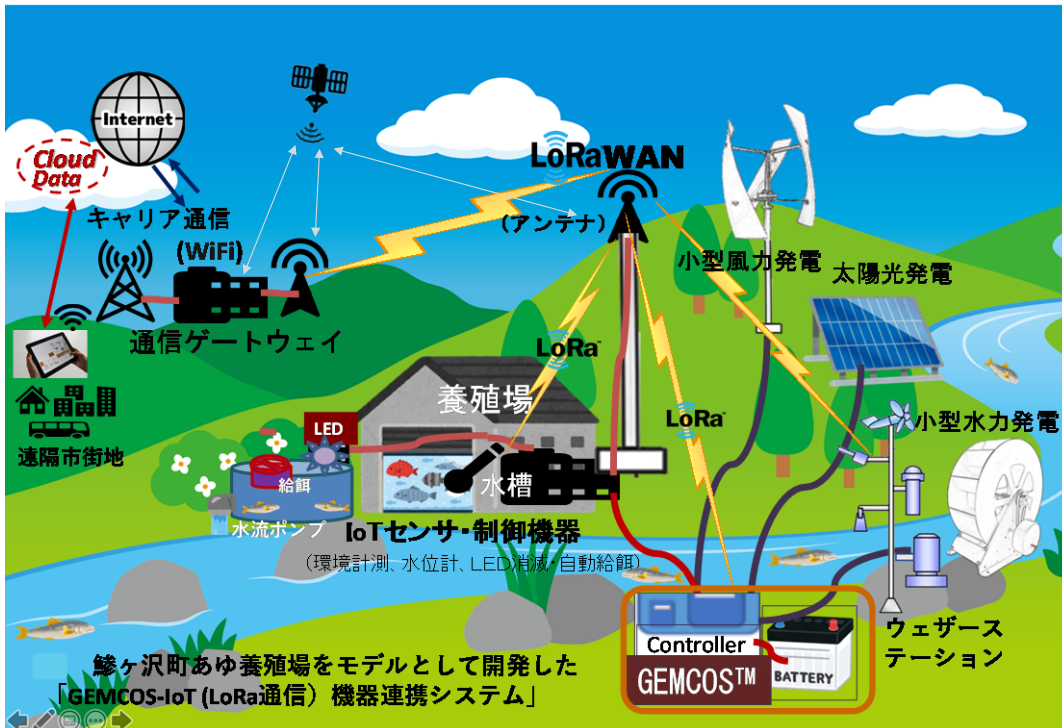 Internet
Cloud
Data
キャリア通信
(WiFi)
通信ゲートウェイ
遠隔市街地
LoRaWAN
(アンテナ)
小型風力発電
太陽光発電
小型水力発電
LoRa™
LoRa™
養殖場
LED
給餌
水流ポンプ
水槽
IoTセンサ・制御機器
(環境計測、水位計、LED消滅・自動給餌)
ウェザース
テーション
Controller
GEMCOS™
BATTERY
鰺ヶ沢町あゆ養殖場をモデルとして開発した
「GEMCOS-IoT (LoRa通信）機器連携システム」